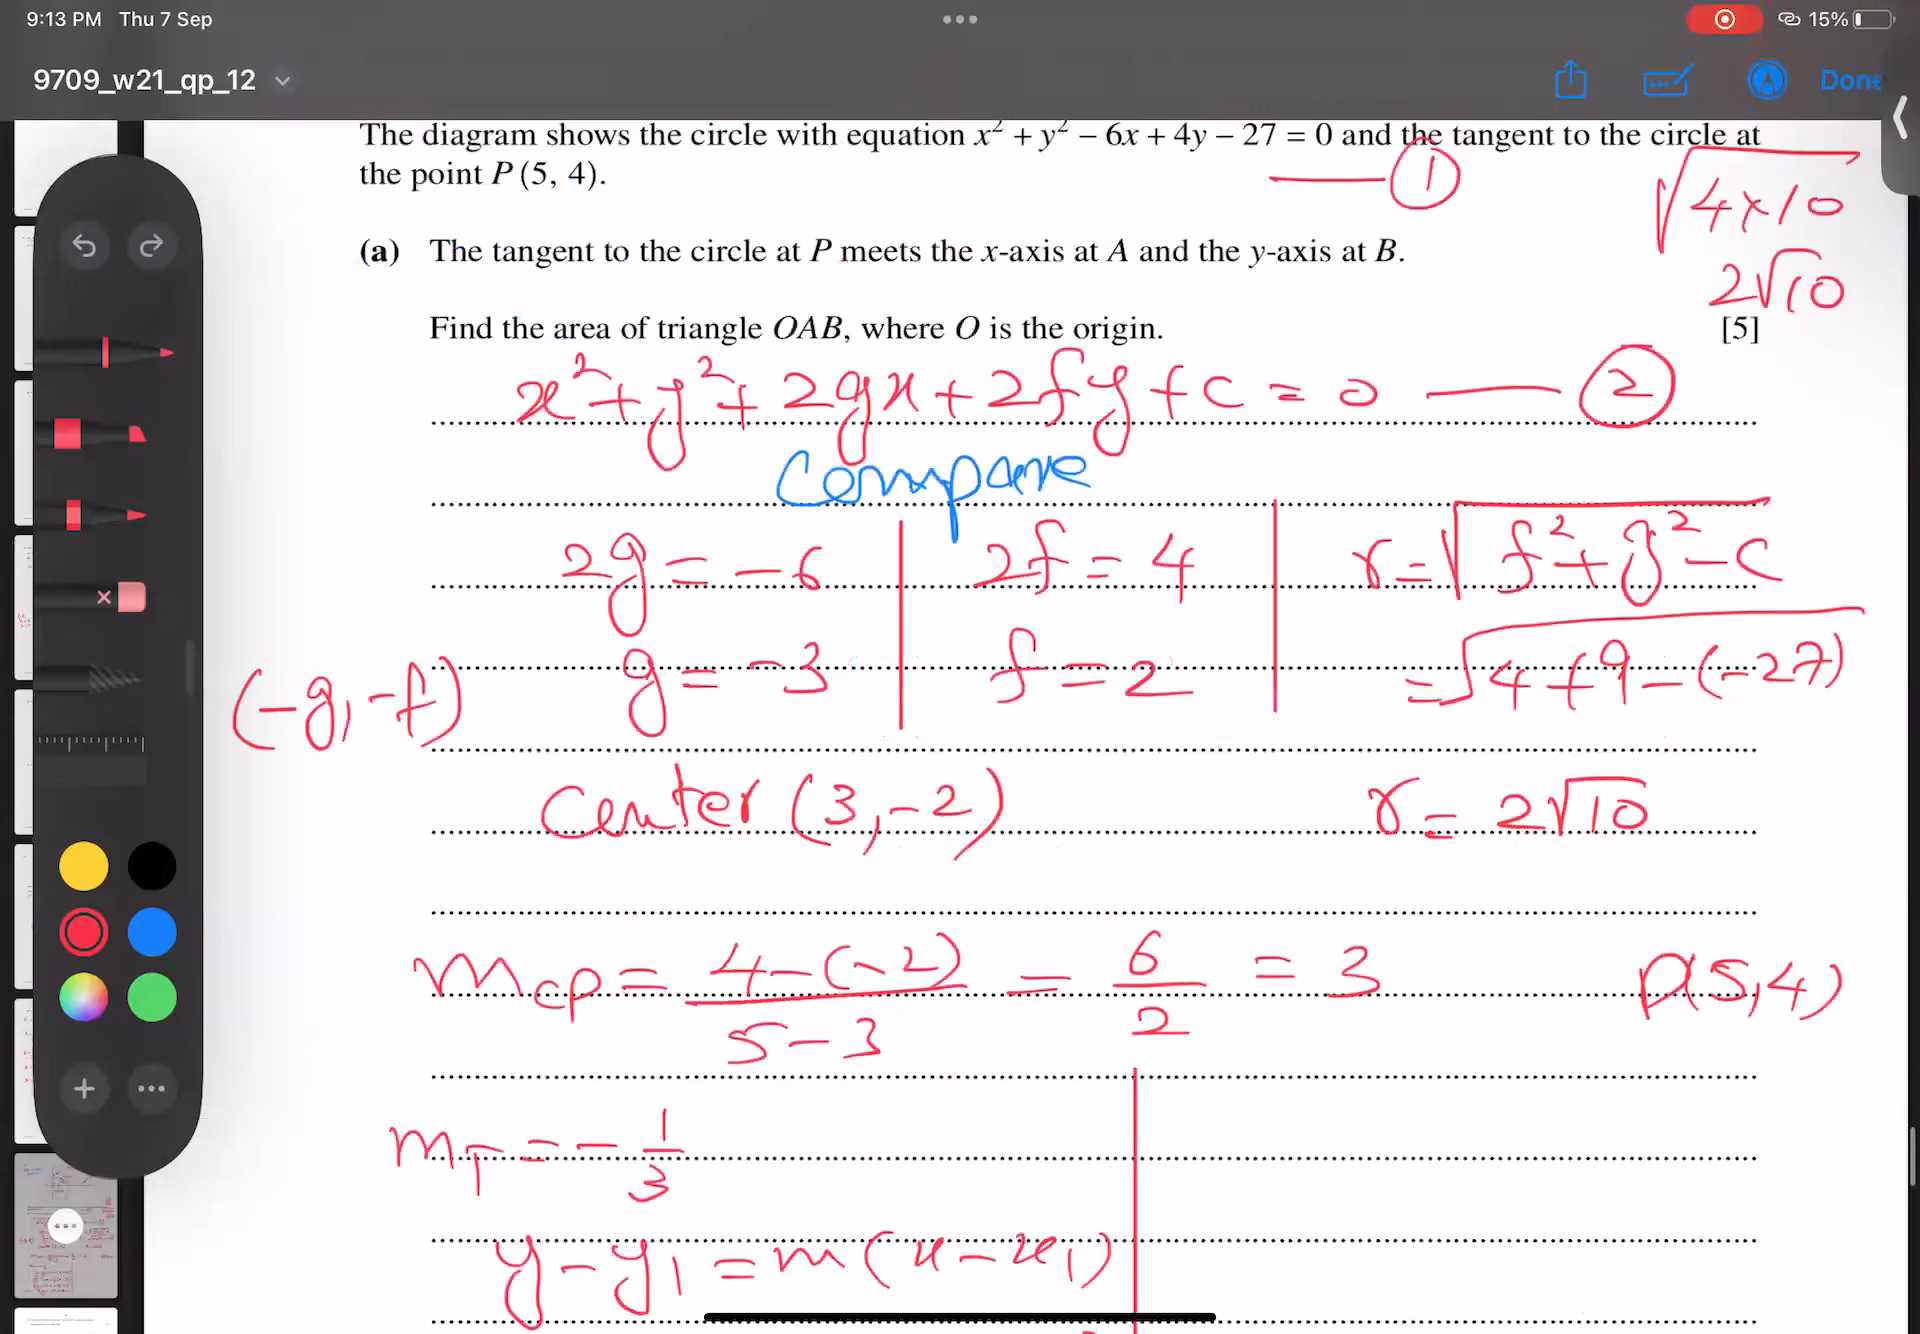 9:13 PM Thu 7 Sep
15%
9709_w21_qp_12
Done
The diagram shows the circle with equation x² + y² − 6x + 4y − 27 = 0 and the tangent to the circle at
the point P (5, 4).
①
√4x10
2√10
(a) The tangent to the circle at P meets the x-axis at A and the y-axis at B.
Find the area of triangle OAB, where O is the origin. [5]
x² + y² + 2gx + 2fy + c = 0 ②
Compare
2g = −6 2f = 4 r = √f² + g² − c
g = −3 f = 2 = √4 + 9 − (−27)
(−g, −f)
Center (3, −2) r = 2√10
m_CP = 4−(−2)/5−3 = 6/2 = 3 P(5,4)
m_T = −1/3
y − y₁ = m(x − x₁)